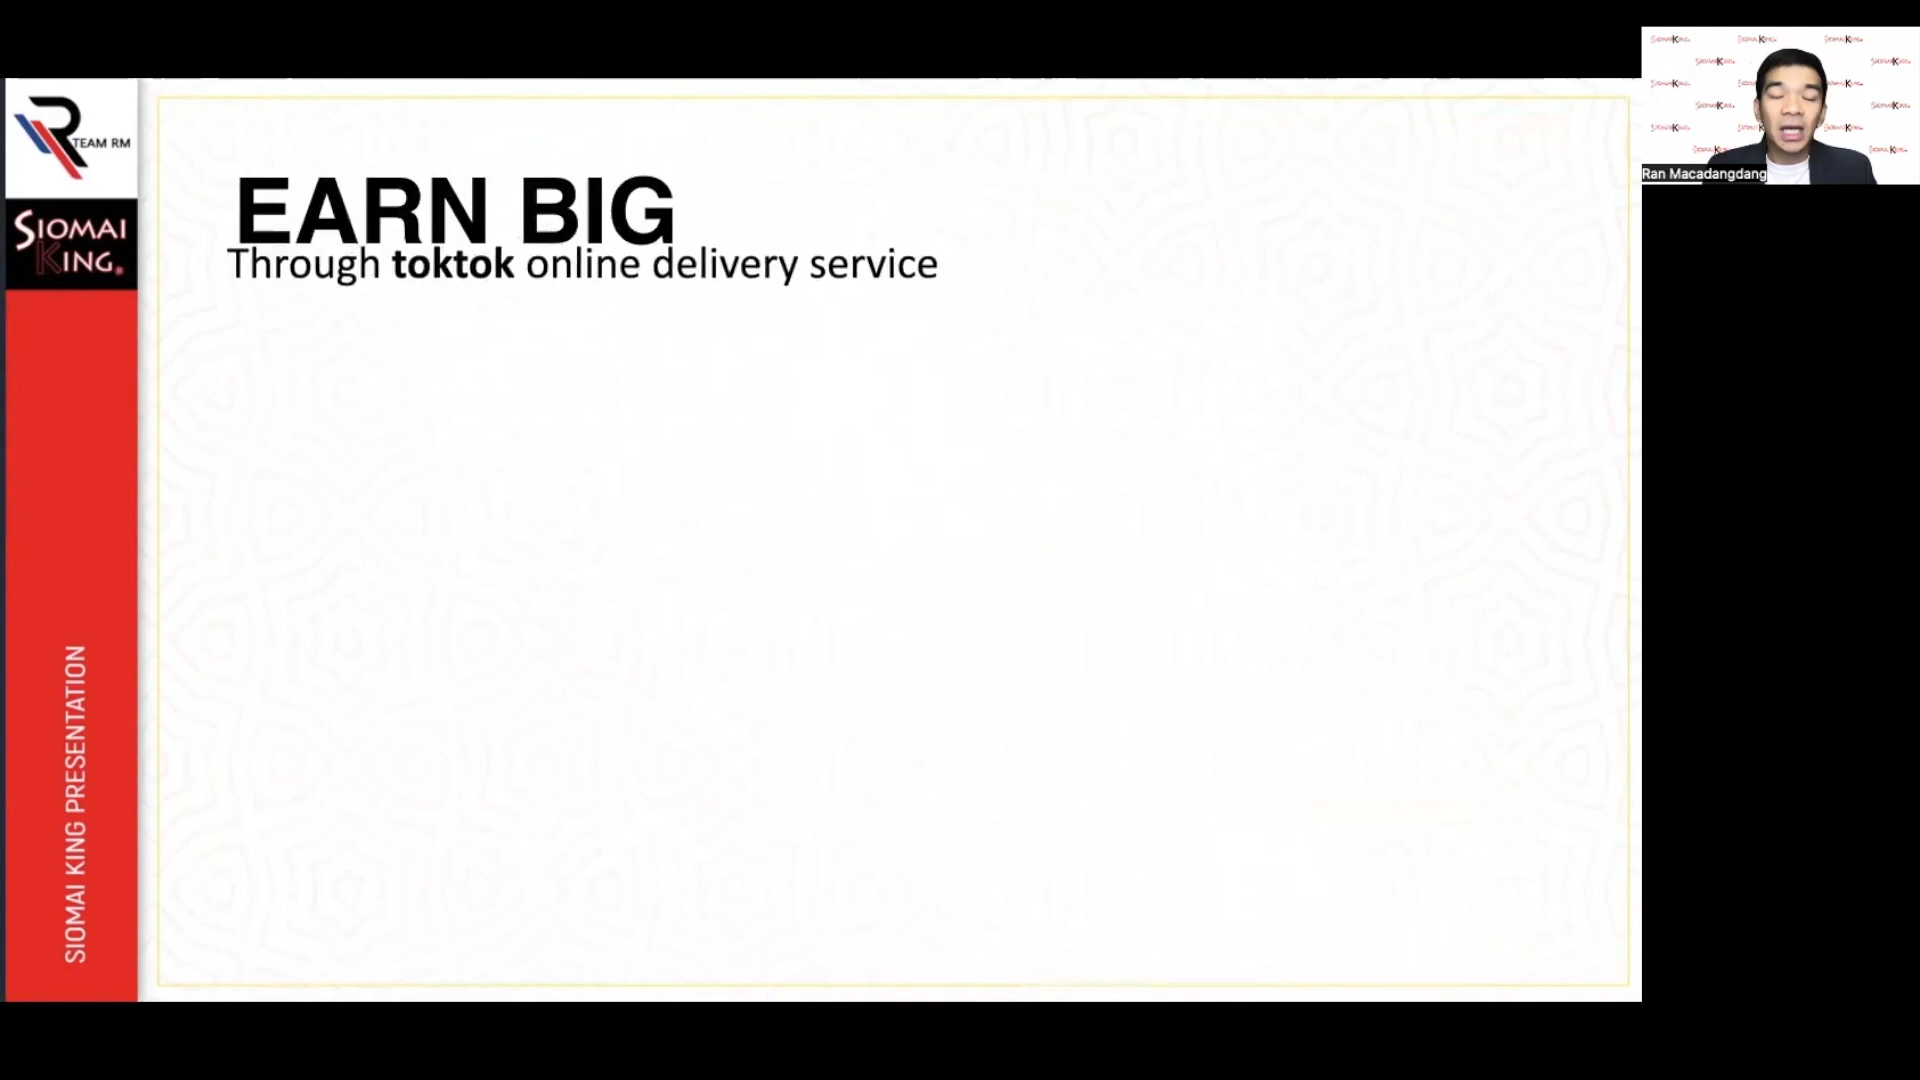 TEAM RM
SIOMAI
KING®
EARN BIG
Through toktok online delivery service
SIOMAI KING PRESENTATION
Ran Macadangdang